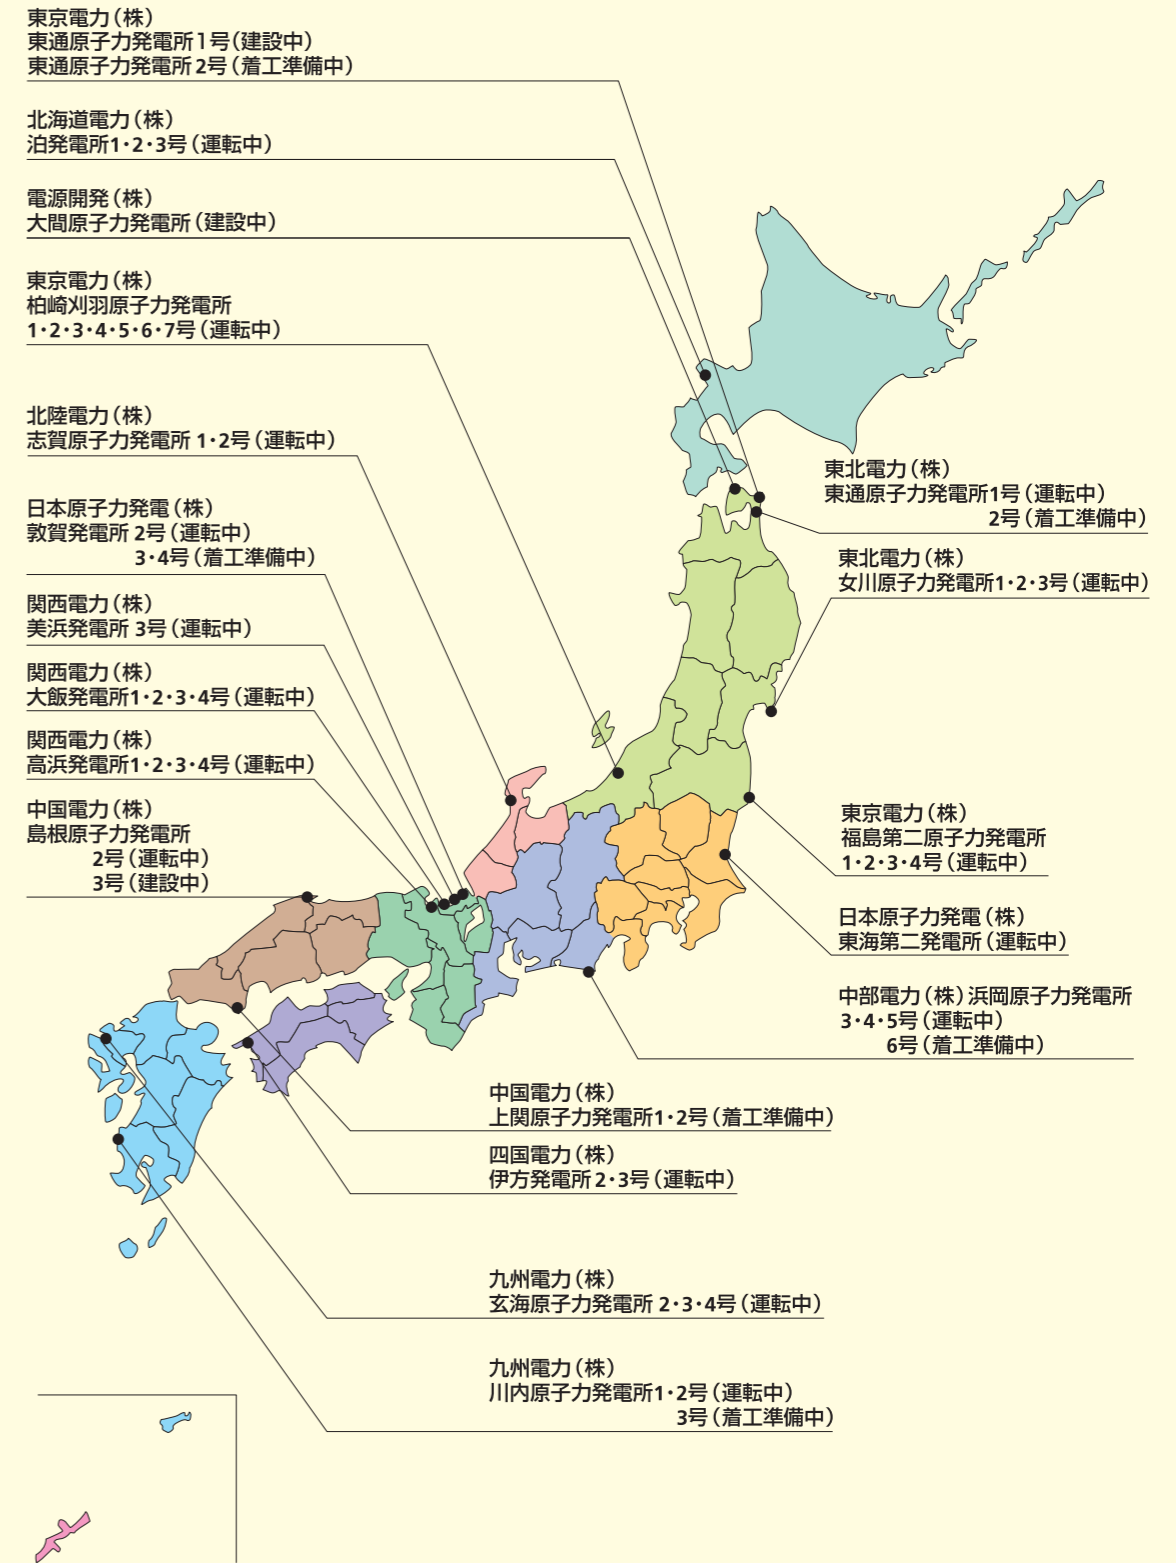 東京電力（株）
東通原子力発電所1号（建設中）
東通原子力発電所2号（着工準備中）
北海道電力（株）
泊発電所1・2・3号（運転中）
電源開発（株）
大間原子力発電所（建設中）
東京電力（株）
柏崎刈羽原子力発電所
1・2・3・4・5・6・7号（運転中）
北陸電力（株）
志賀原子力発電所 1・2号（運転中）
日本原子力発電（株）
敦賀発電所 2号（運転中）
3・4号（着工準備中）
関西電力（株）
美浜発電所 3号（運転中）
関西電力（株）
大飯発電所1・2・3・4号（運転中）
関西電力（株）
高浜発電所1・2・3・4号（運転中）
中国電力（株）
島根原子力発電所
2号（運転中）
3号（建設中）
東北電力（株）
東通原子力発電所1号（運転中）
2号（着工準備中）
東北電力（株）
女川原子力発電所1・2・3号（運転中）
東京電力（株）
福島第二原子力発電所
1・2・3・4号（運転中）
日本原子力発電（株）
東海第二発電所（運転中）
中部電力（株）浜岡原子力発電所
3・4・5号（運転中）
6号（着工準備中）
中国電力（株）
上関原子力発電所1・2号（着工準備中）
四国電力（株）
伊方発電所 2・3号（運転中）
九州電力（株）
玄海原子力発電所 2・3・4号（運転中）
九州電力（株）
川内原子力発電所1・2号（運転中）
3号（着工準備中）